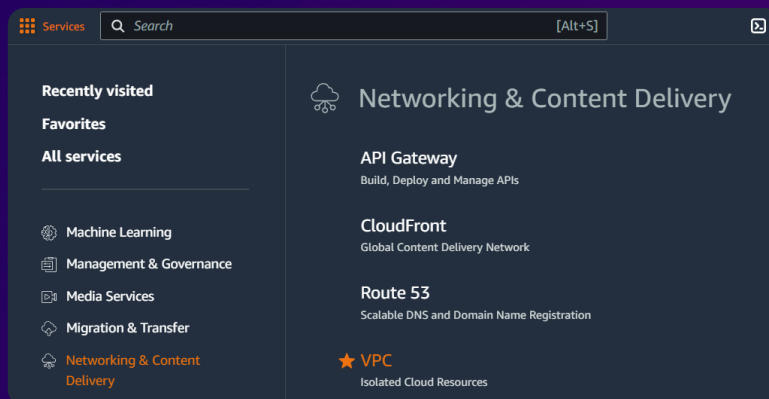 Services
Search
[Alt+S]
Recently visited
Favorites
All services
Machine Learning
Management & Governance
Media Services
Migration & Transfer
Networking & Content
Delivery
Networking & Content Delivery
API Gateway
Build, Deploy and Manage APIs
CloudFront
Global Content Delivery Network
Route 53
Scalable DNS and Domain Name Registration
VPC
Isolated Cloud Resources